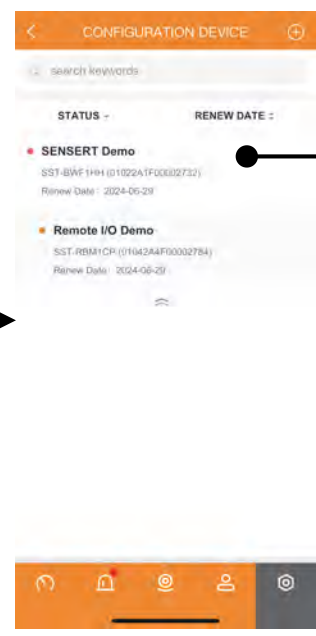 CONFIGURATION DEVICE
search keywords
STATUS
RENEW DATE
SENSERT Demo
SST-BWF1HH (01022A1F00002732)
Renew Date : 2024-06-29
Remote I/O Demo
SST-RBM1CP (01042A4F00002784)
Renew Date : 2024-06-29